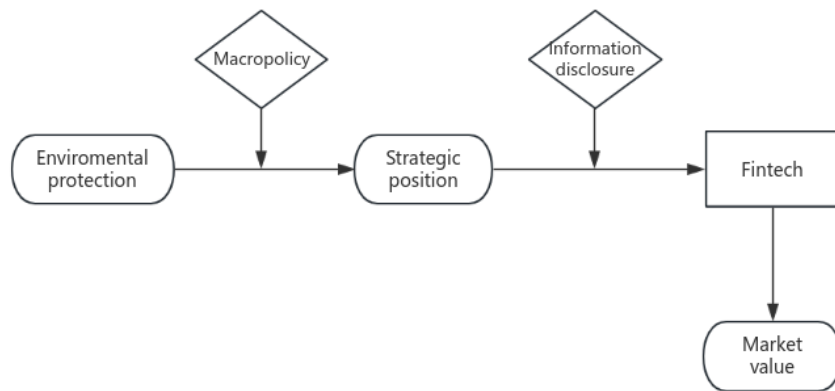 Macropolicy
Information
disclosure
Enviromental
protection
Strategic
position
Fintech
Market
value